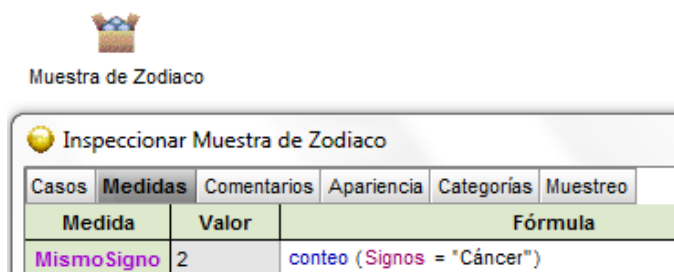 Muestra de Zodiaco
Inspeccionar Muestra de Zodiaco
Casos Medidas Comentarios Apariencia Categorías Muestreo
Medida Valor Fórmula
MismoSigno 2 conteo (Signos = "Cáncer")